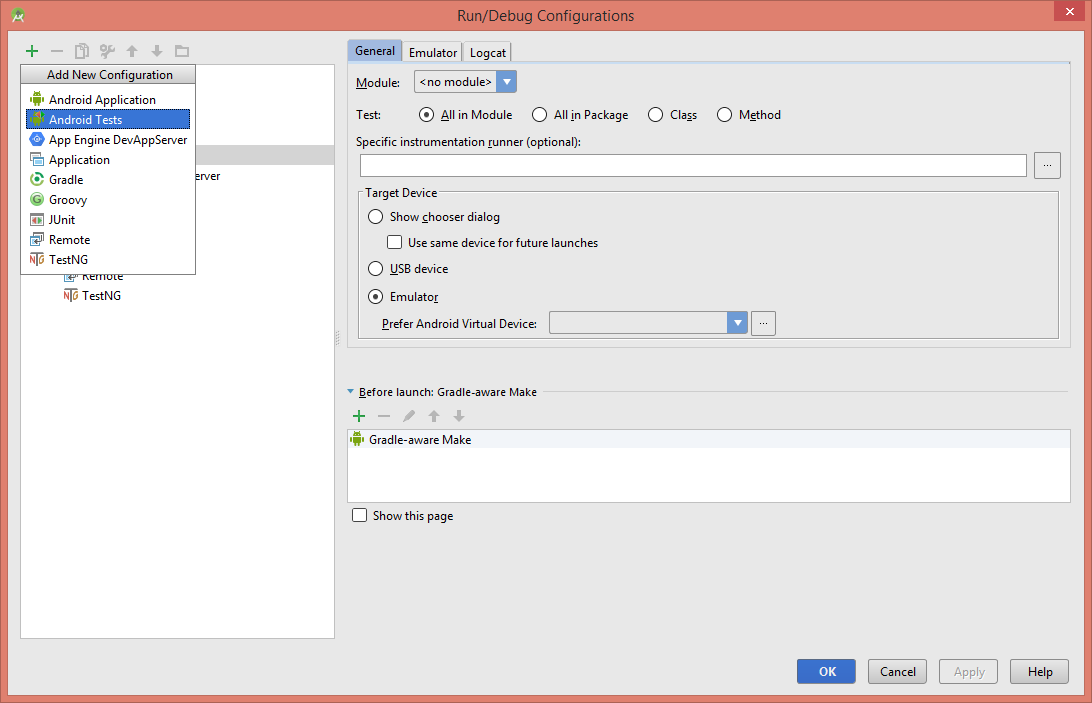 Run/Debug Configurations
Add New Configuration
Android Application
Android Tests
App Engine DevAppServer
Application
Gradle
Groovy
JUnit
Remote
TestNG
erver
Remote
TestNG
General Emulator Logcat
Module: <no module>
Test: All in Module All in Package Class Method
Specific instrumentation runner (optional):
...
Target Device
Show chooser dialog
Use same device for future launches
USB device
Emulator
Prefer Android Virtual Device: ...
Before launch: Gradle-aware Make
Gradle-aware Make
Show this page
OK Cancel Apply Help